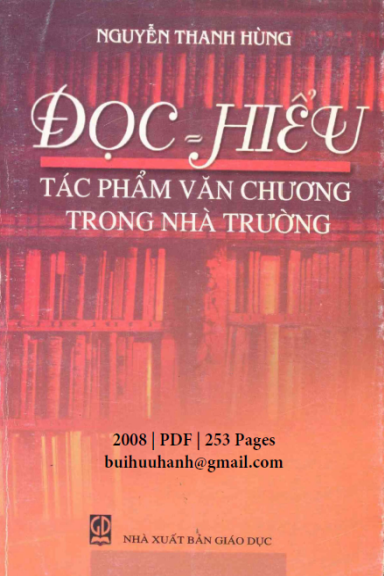 NGUYỄN THANH HÙNG
ĐỌC - HIỂU
TÁC PHẨM VĂN CHƯƠNG
TRONG NHÀ TRƯỜNG
2008 | PDF | 253 Pages
buihuuhanh@gmail.com
GD
NHÀ XUẤT BẢN GIÁO DỤC